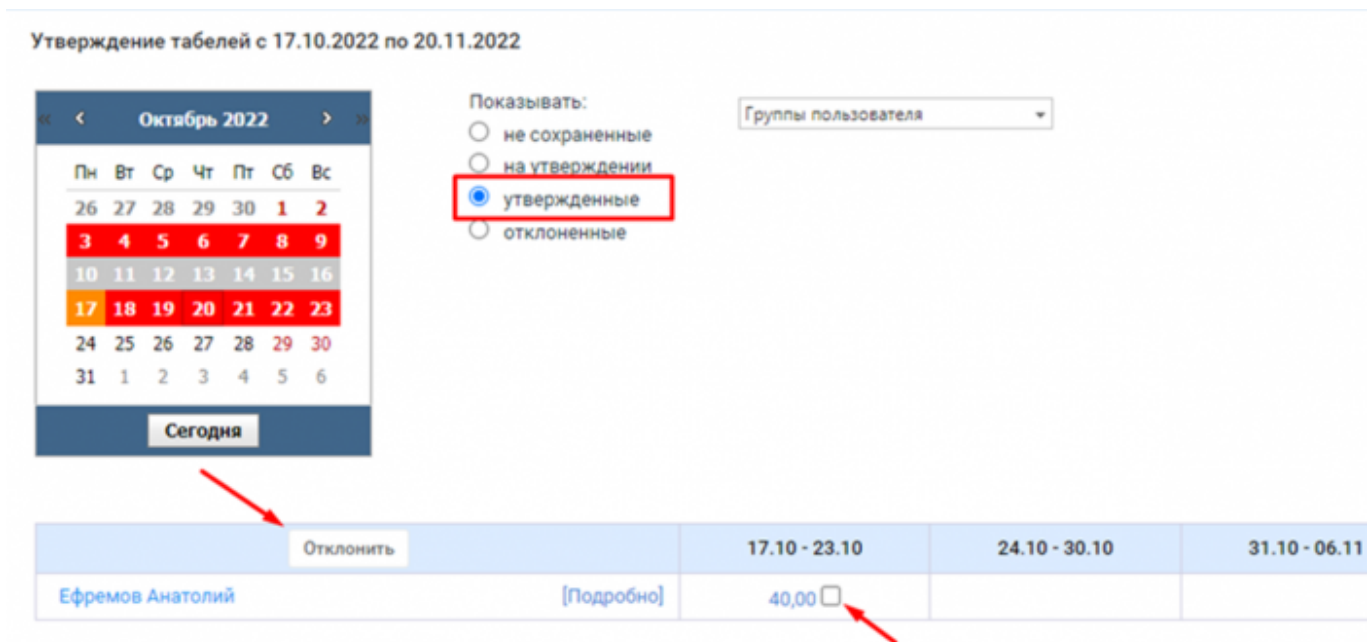 Утверждение табелей с 17.10.2022 по 20.11.2022
« ‹ Октябрь 2022 › »
Пн Вт Ср Чт Пт Сб Вс
26 27 28 29 30 1 2
3 4 5 6 7 8 9
10 11 12 13 14 15 16
17 18 19 20 21 22 23
24 25 26 27 28 29 30
31 1 2 3 4 5 6
Сегодня
Показывать:
не сохраненные
на утверждении
утвержденные
отклоненные
Группы пользователя
Отклонить 17.10 - 23.10 24.10 - 30.10 31.10 - 06.11
Ефремов Анатолий [Подробно] 40,00